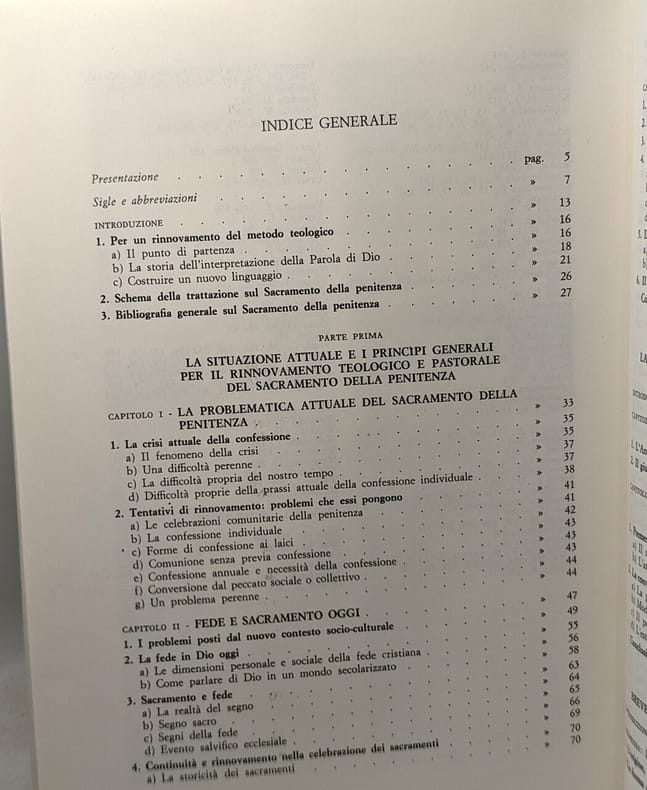 INDICE GENERALE
Presentazione . . . . . . . . . . . . . pag. 5
Sigle e abbreviazioni . . . . . . . . . . . . » 7
INTRODUZIONE . . . . . . . . . . . . » 13
1. Per un rinnovamento del metodo teologico . . . . . . » 16
a) Il punto di partenza . . . . . . . . . . » 16
b) La storia dell'interpretazione della Parola di Dio . . . . . » 18
c) Costruire un nuovo linguaggio . . . . . . . . » 21
2. Schema della trattazione sul Sacramento della penitenza . . . . » 26
3. Bibliografia generale sul Sacramento della penitenza . . . . . » 27
PARTE PRIMA
LA SITUAZIONE ATTUALE E I PRINCÌPI GENERALI
PER IL RINNOVAMENTO TEOLOGICO E PASTORALE
DEL SACRAMENTO DELLA PENITENZA
CAPITOLO I - LA PROBLEMATICA ATTUALE DEL SACRAMENTO DELLA
PENITENZA . . . . . . . . . . » 33
1. La crisi attuale della confessione . . . . . . . . » 35
a) Il fenomeno della crisi . . . . . . . . . » 35
b) Una difficoltà perenne . . . . . . . . . » 37
c) La difficoltà propria del nostro tempo . . . . . . » 37
d) Difficoltà proprie della prassi attuale della confessione individuale . » 38
2. Tentativi di rinnovamento: problemi che essi pongono . . . . » 41
a) Le celebrazioni comunitarie della penitenza . . . . . » 41
b) La confessione individuale . . . . . . . . » 42
c) Forme di confessione ai laici . . . . . . . » 43
d) Comunione senza previa confessione . . . . . . » 43
e) Confessione annuale e necessità della confessione . . . . » 43
f) Conversione dal peccato sociale o collettivo . . . . . » 44
g) Un problema perenne . . . . . . . . . » 44
CAPITOLO II - FEDE E SACRAMENTO OGGI . . . . . . » 47
1. I problemi posti dal nuovo contesto socio-culturale . . . . » 49
2. La fede in Dio oggi . . . . . . . . . » 55
a) Le dimensioni personale e sociale della fede cristiana . . . . » 56
b) Come parlare di Dio in un mondo secolarizzato . . . . » 58
3. Sacramento e fede . . . . . . . . . » 63
a) La realtà del segno . . . . . . . . . » 64
b) Segno sacro . . . . . . . . . . » 65
c) Segni della fede . . . . . . . . . » 66
d) Evento salvifico ecclesiale . . . . . . . . » 69
4. Continuità e rinnovamento nella celebrazione dei sacramenti . . . » 70
a) La storicità dei sacramenti . . . . . . . . » 70